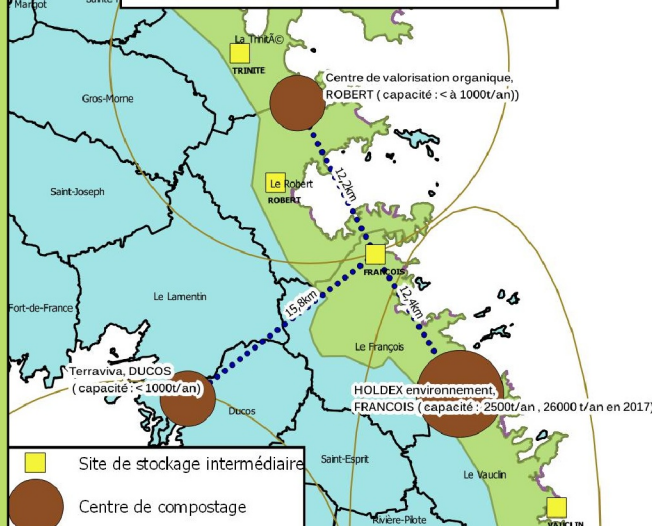 Marigot
La TrinitÃ©
TRINITE
Centre de valorisation organique,
ROBERT ( capacité : < à 1000t/an))
Gros-Morne
12,2km
Le Robert
ROBERT
Saint-Joseph
FRANCOIS
Le Lamentin
15,8km
12,4km
Fort-de-France
Le François
Terraviva, DUCOS
(capacité : < 1000t/an)
HOLDEX environnement,
FRANCOIS ( capacité : 2500t/an , 26000 t/an en 2017)
Ducos
Site de stockage intermédiaire
Saint-Esprit
Le Vauclin
Centre de compostage
Rivière-Pilote
VAUCLIN